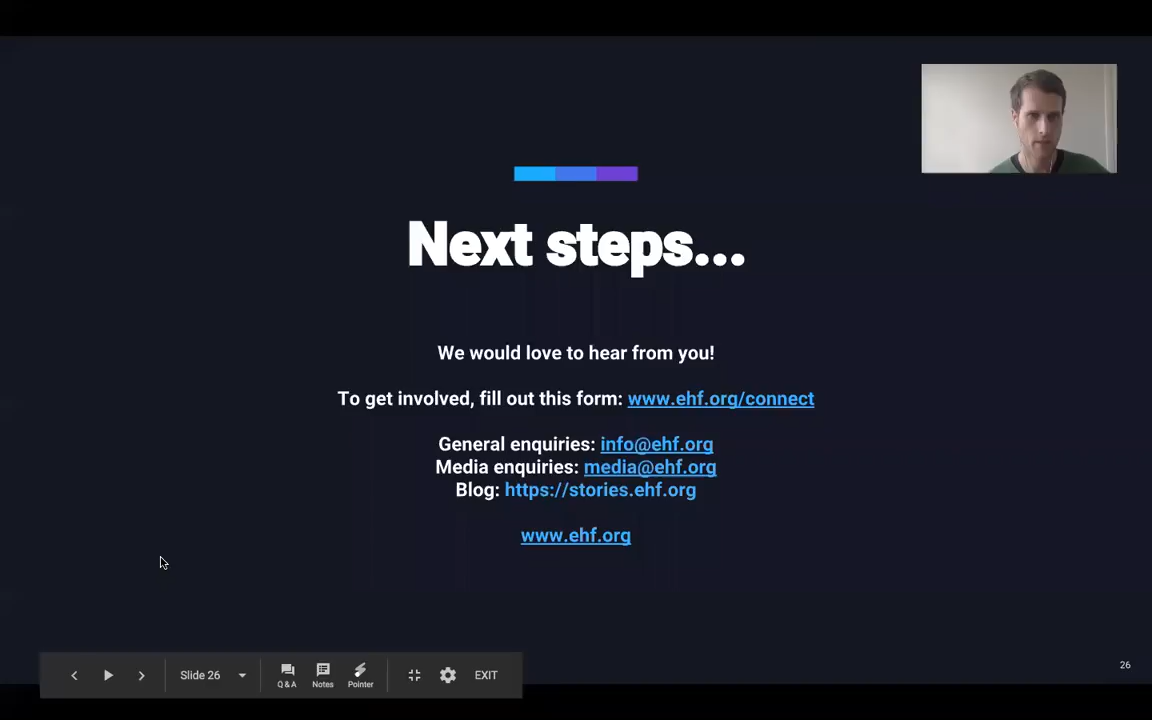 Next steps...
We would love to hear from you!
To get involved, fill out this form: www.ehf.org/connect
General enquiries: info@ehf.org
Media enquiries: media@ehf.org
Blog: https://stories.ehf.org
www.ehf.org
26
Slide 26
Q & A
Notes
Pointer
EXIT